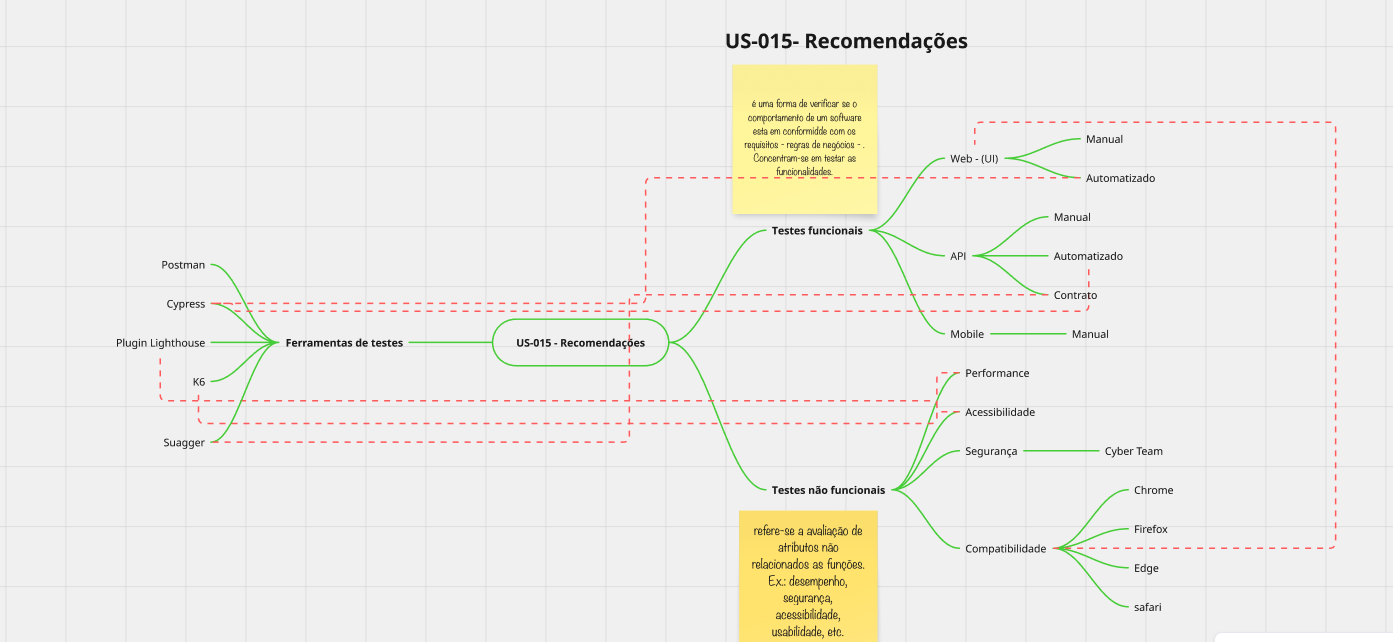 US-015- Recomendações
é uma forma de verificar se o
comportamento de um software
esta em conformidde com os
requisitos - regras de negócios - .
Concentram-se em testar as
funcionalidades.
Manual
Web - (UI)
Automatizado
Manual
Testes funcionais
API
Automatizado
Postman
Contrato
Cypress
Mobile
Manual
Plugin Lighthouse
Ferramentas de testes
US-015 - Recomendações
Performance
K6
Acessibilidade
Suagger
Segurança
Cyber Team
Testes não funcionais
Chrome
Firefox
Compatibilidade
Edge
safari
refere-se a avaliação de
atributos não
relacionados as funções.
Ex.: desempenho,
segurança,
acessibilidade,
usabilidade, etc.